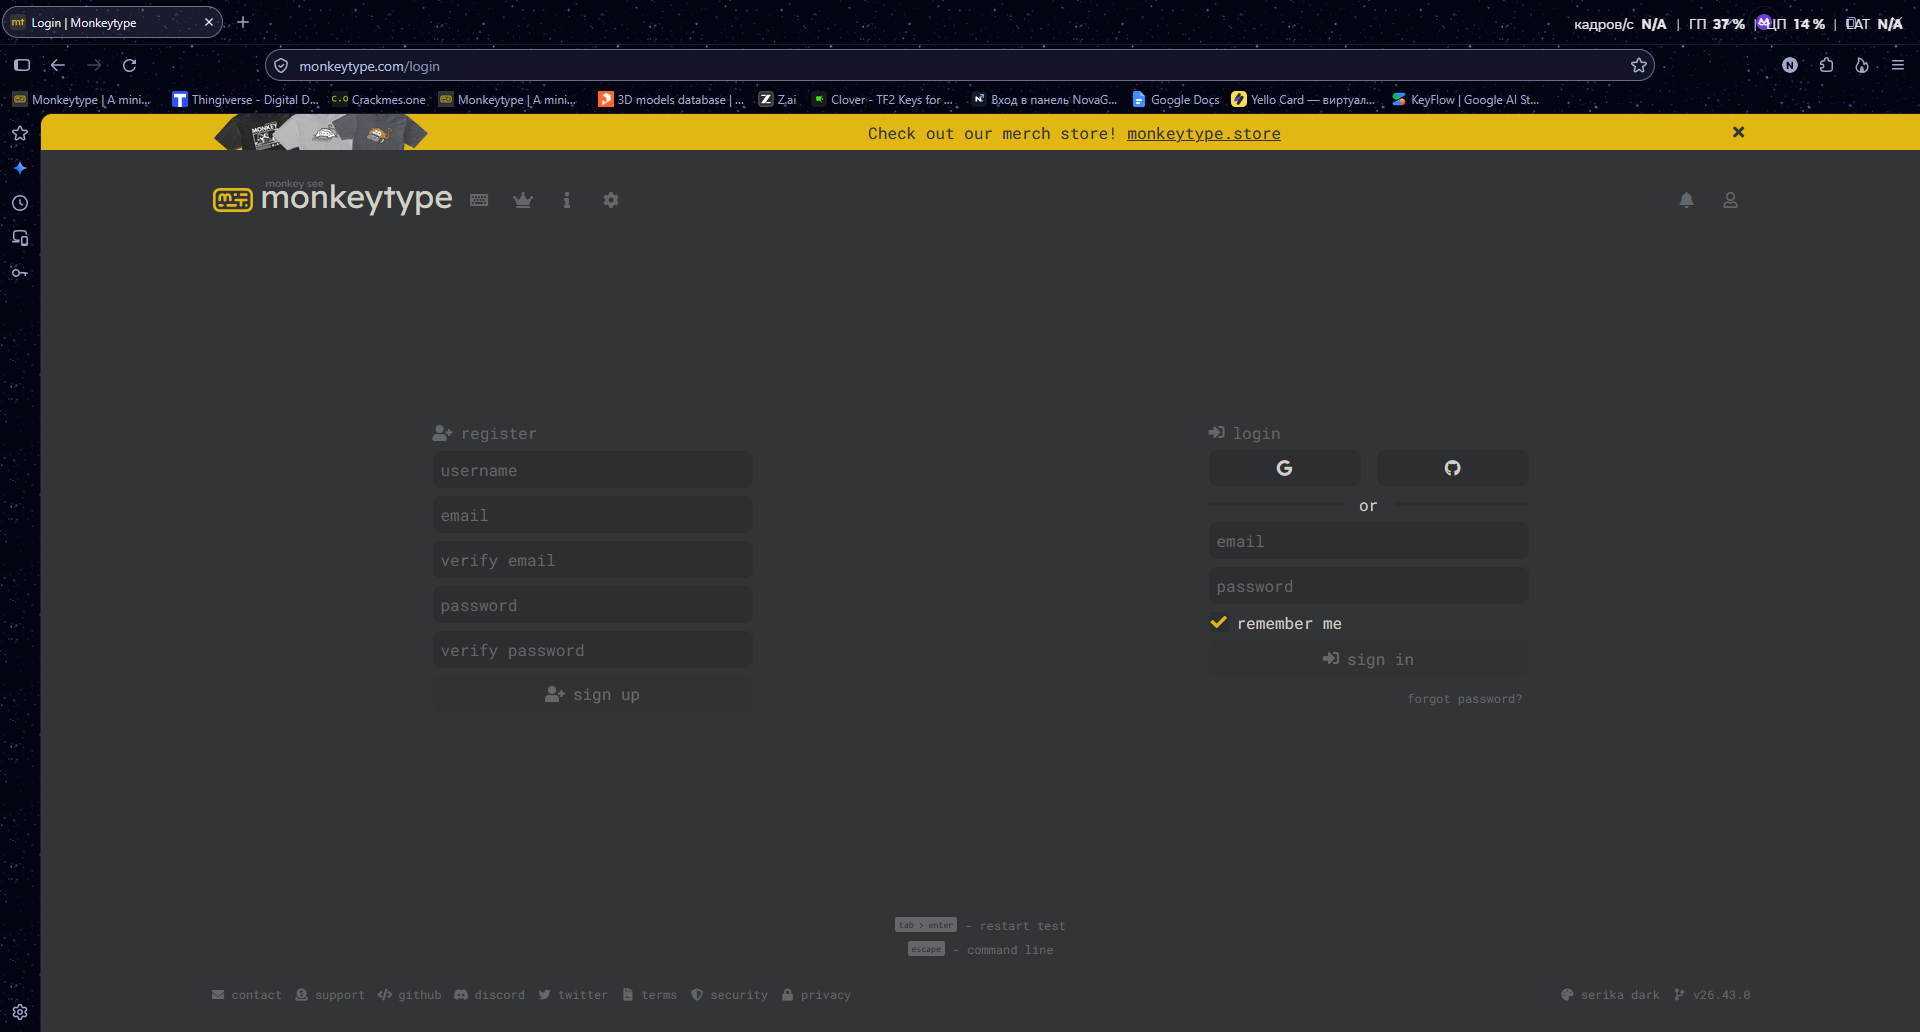 Login | Monkeytype
кадров/с N/A | ГП 37 % | ЦП 14 % | LAT N/A
monkeytype.com/login
Monkeytype | A mini...
Thingiverse - Digital D...
Crackmes.one
Monkeytype | A mini...
3D models database | ...
Z.ai
Clover - TF2 Keys for ...
Вход в панель NovaG...
Google Docs
Yello Card — виртуал...
KeyFlow | Google AI St...
Check out our merch store! monkeytype.store
monkey see
monkeytype
register
username
email
verify email
password
verify password
sign up
login
or
email
password
remember me
sign in
forgot password?
tab > enter - restart test
escape - command line
contact support github discord twitter terms security privacy
serika dark v26.43.0